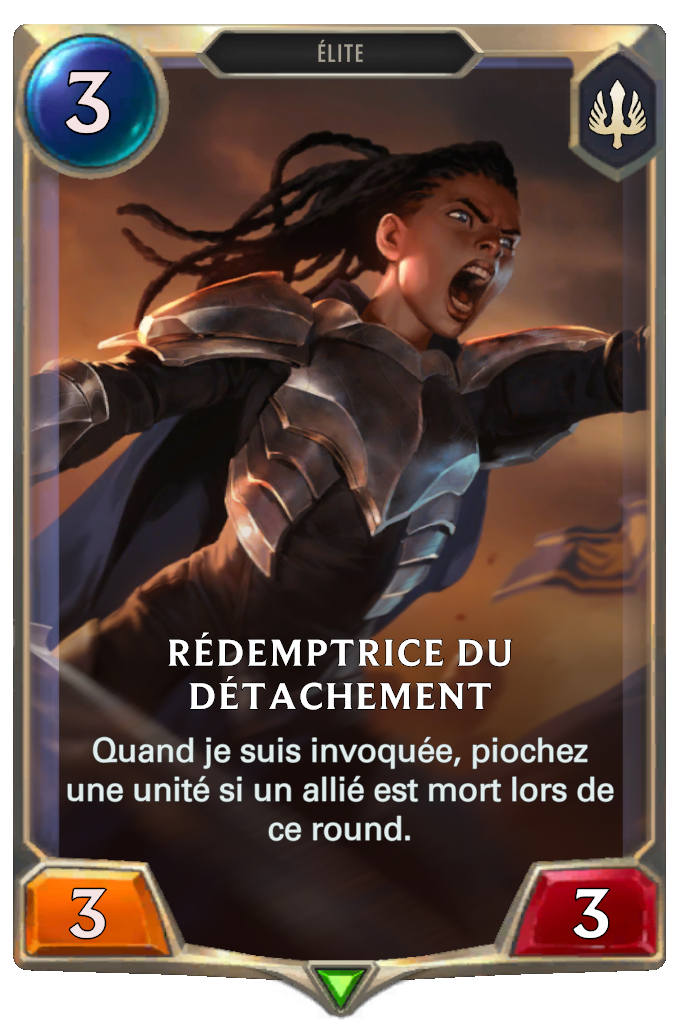 3
ÉLITE
RÉDEMPTRICE DU
DÉTACHEMENT
Quand je suis invoquée, piochez
une unité si un allié est mort lors de
ce round.
3
3